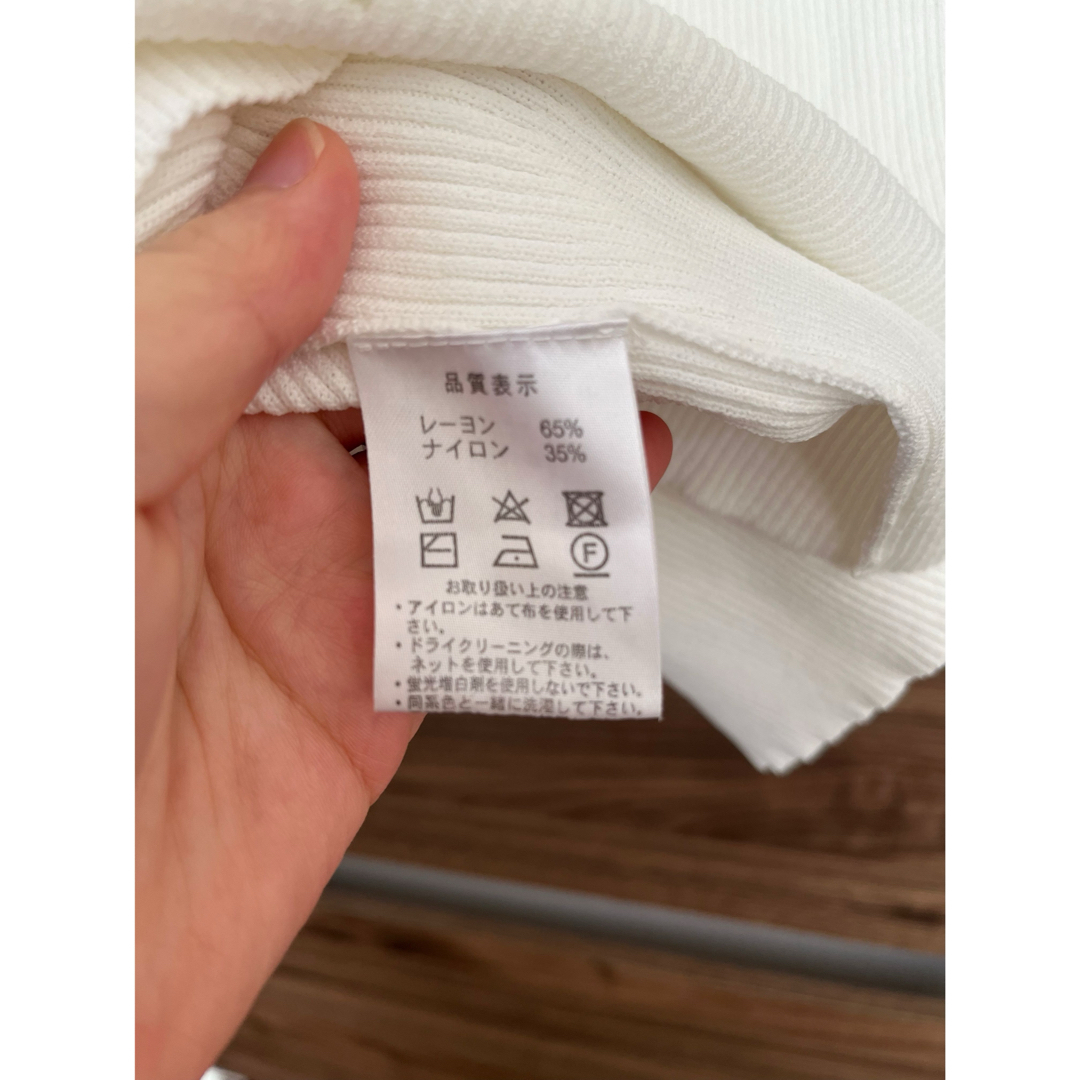 品質表示
レーヨン 65%
ナイロン 35%
F
お取り扱い上の注意
・アイロンはあて布を使用して下
さい。
・ドライクリーニングの際は、
ネットを使用して下さい。
・蛍光増白剤を使用しないで下さい。
・同系色と一緒に洗濯して下さい。